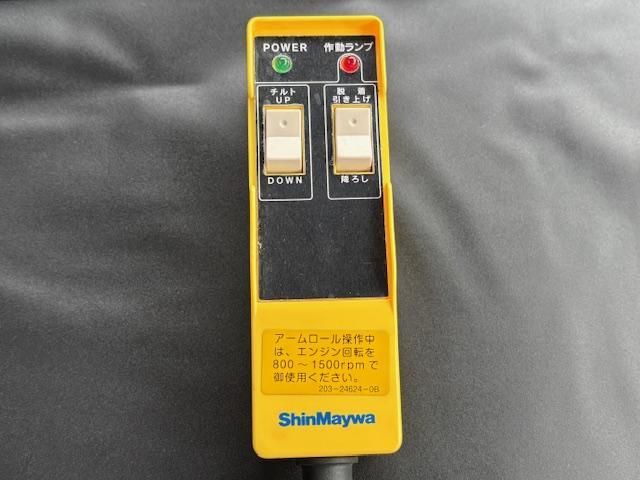 POWER 作動ランプ
チルト
UP
DOWN
脱着
引き上げ
降ろし
アームロール操作中
は、エンジン回転を
800～1500rpmで
御使用ください。
203-24624-0B
ShinMaywa